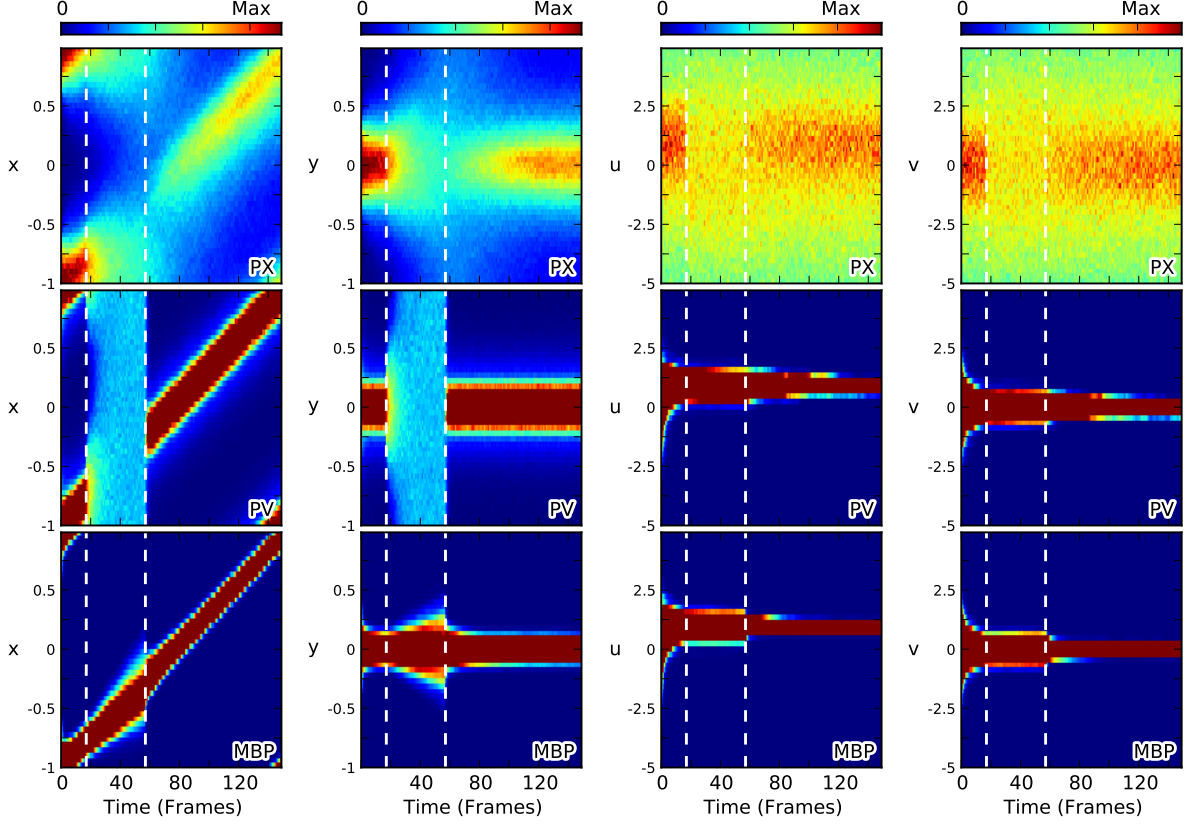 0 Max 0 Max 0 Max 0 Max
x 0.5 0 -0.5 -1 PX y 0.5 0 -0.5 -1 PX u 2.5 0 -2.5 -5 PX v 2.5 0 -2.5 -5 PX
x 0.5 0 -0.5 -1 PV y 0.5 0 -0.5 -1 PV u 2.5 0 -2.5 -5 PV v 2.5 0 -2.5 -5 PV
x 0.5 0 -0.5 -1 MBP y 0.5 0 -0.5 -1 MBP u 2.5 0 -2.5 -5 MBP v 2.5 0 -2.5 -5 MBP
0 40 80 120 0 40 80 120 0 40 80 120 0 40 80 120
Time (Frames) Time (Frames) Time (Frames) Time (Frames)